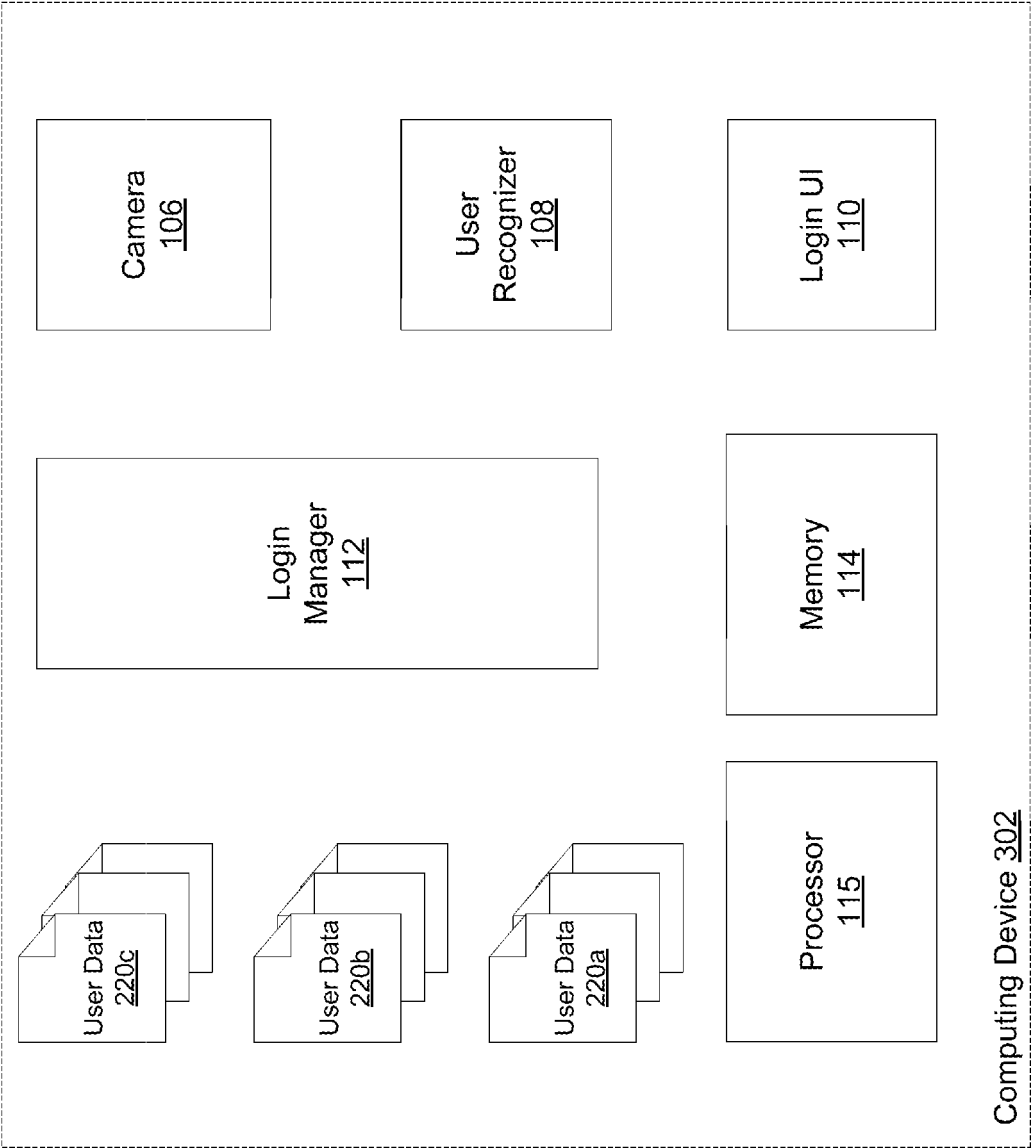 User Data
220c
Camera
106
Login
Manager
112
User Data
220b
User
Recognizer
108
User Data
220a
Processor
115
Memory
114
Login UI
110
Computing Device 302